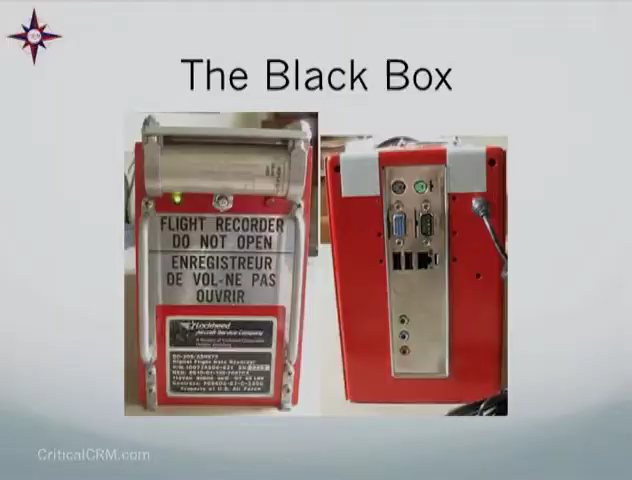 The Black Box
FLIGHT RECORDER
DO NOT OPEN
ENREGISTREUR
DE VOL-NE PAS
OUVRIR
Lockheed
Aircraft Service Company
Digital Flight Data Recorder
Property of U.S. Air Force
CriticalCRM.com